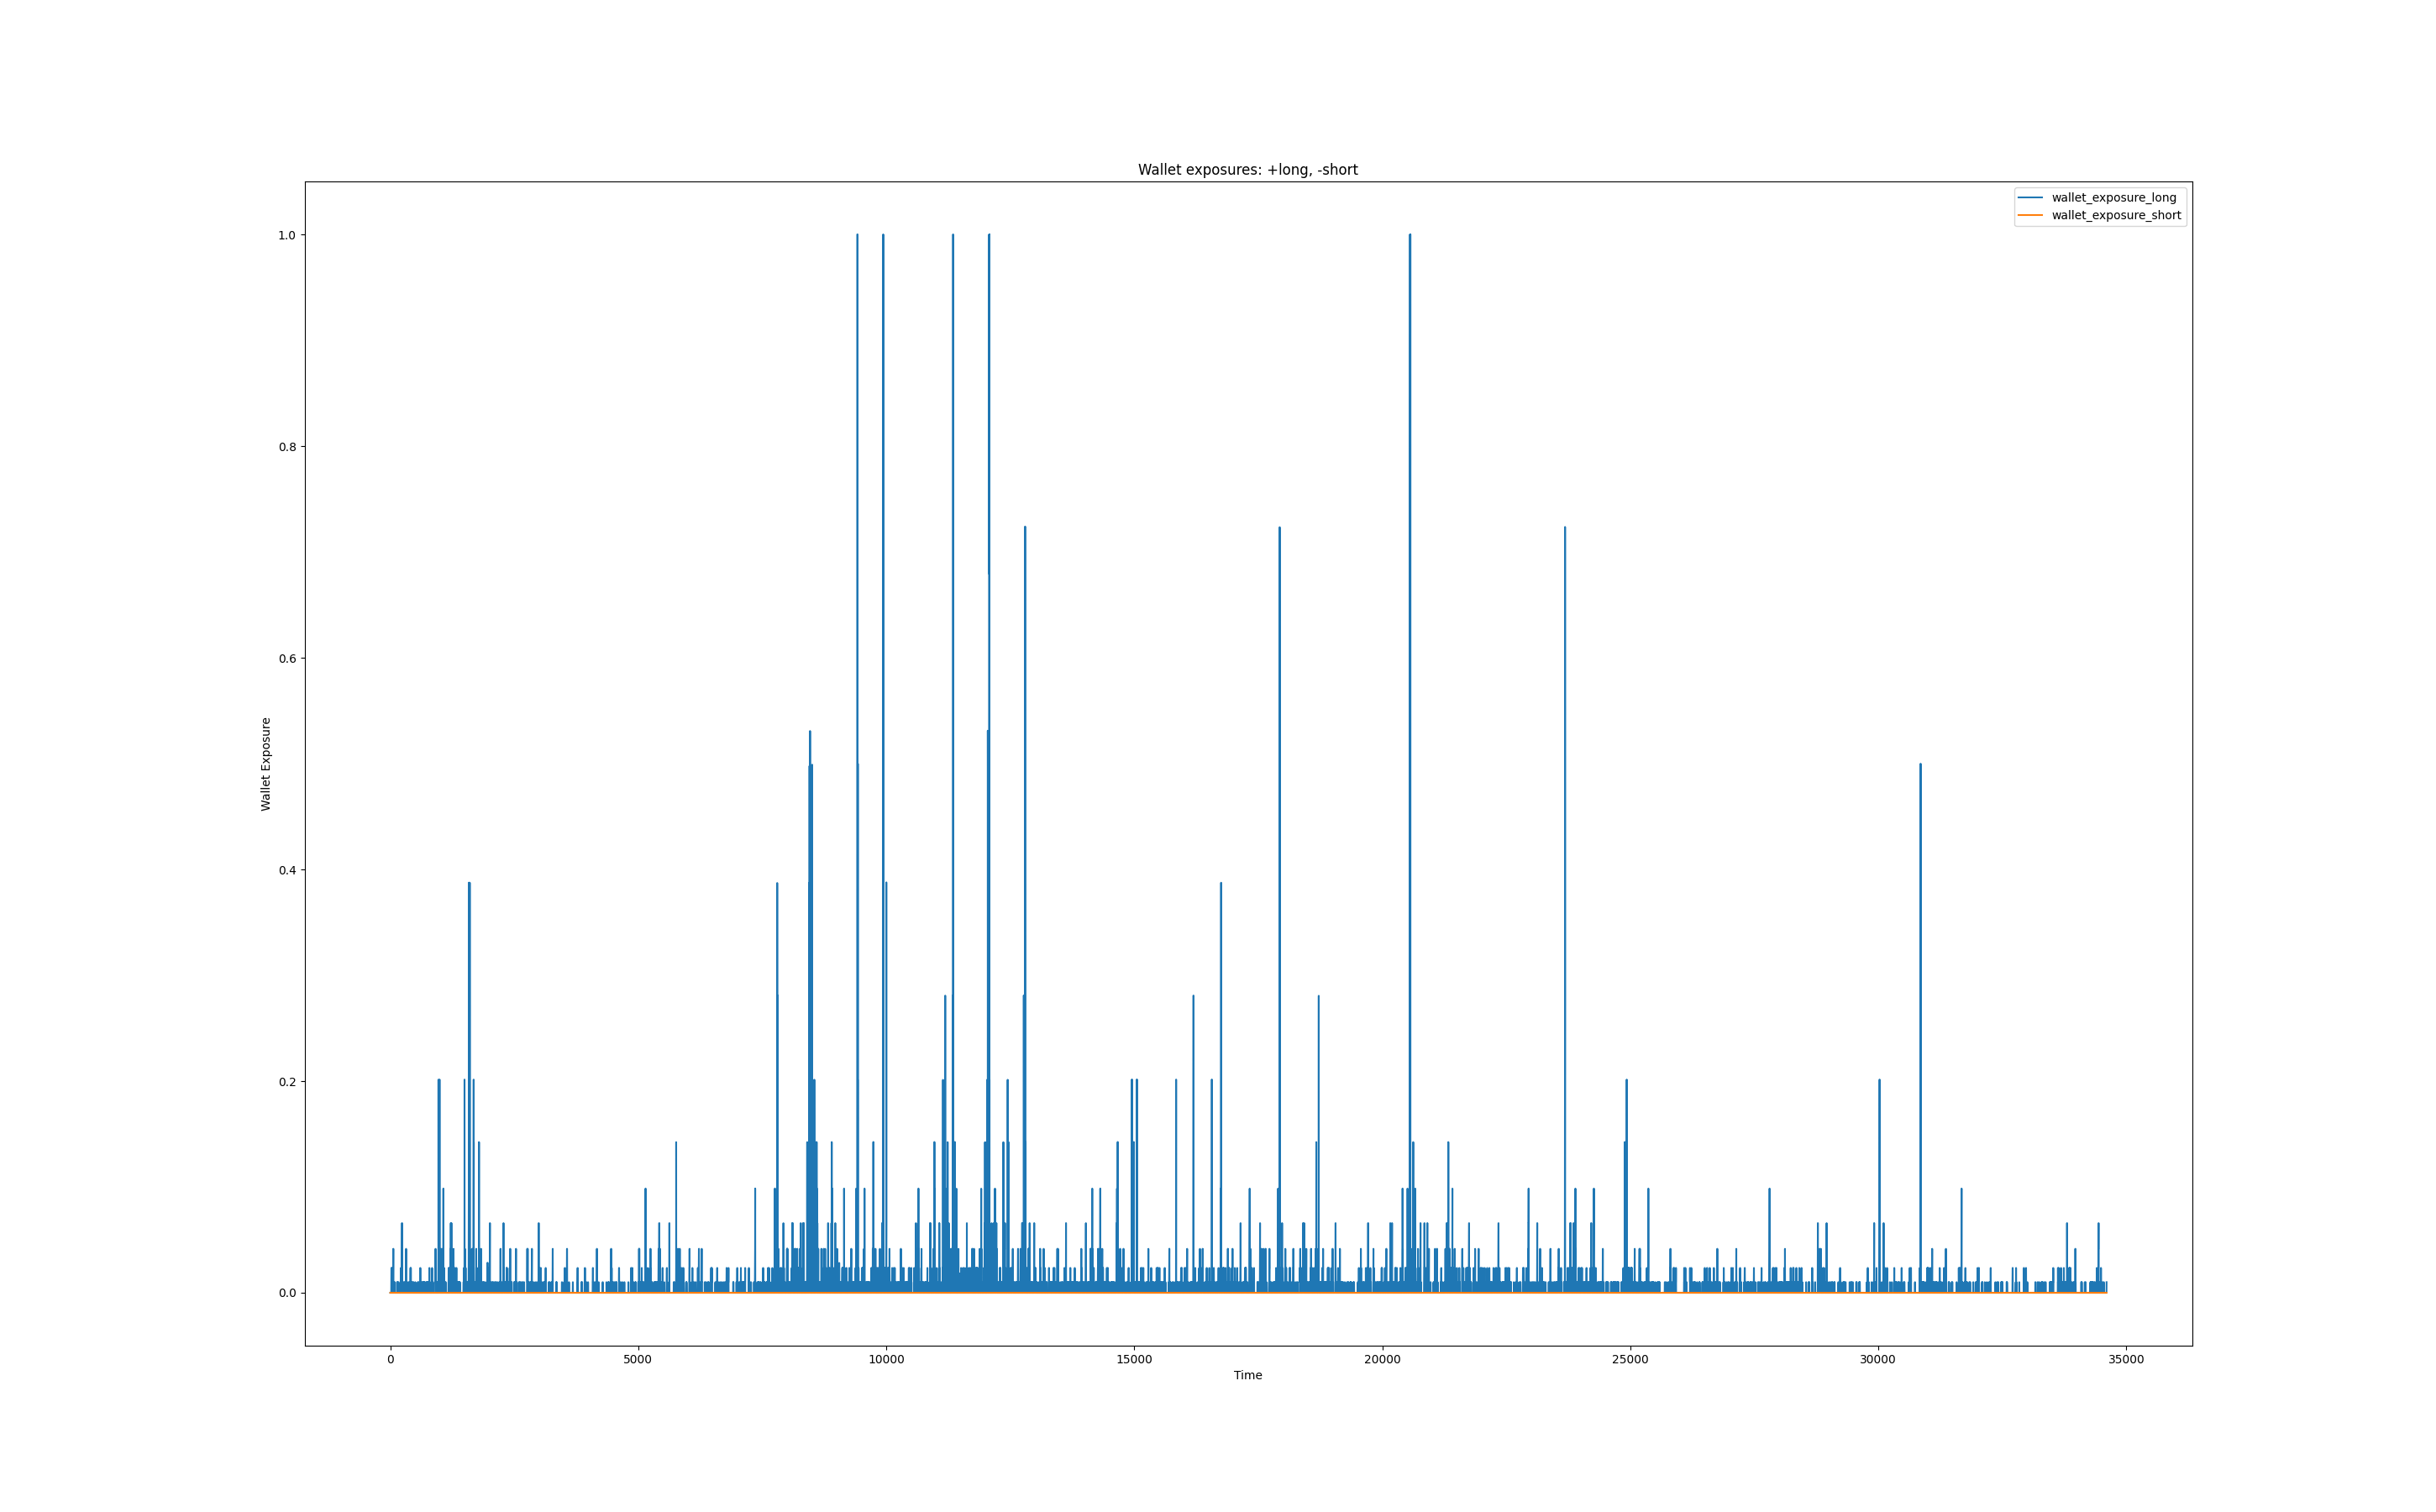 Wallet exposures: +long, -short
wallet_exposure_long
wallet_exposure_short
1.0
0.8
0.6
0.4
0.2
0.0
Wallet Exposure
0 5000 10000 15000 20000 25000 30000 35000
Time